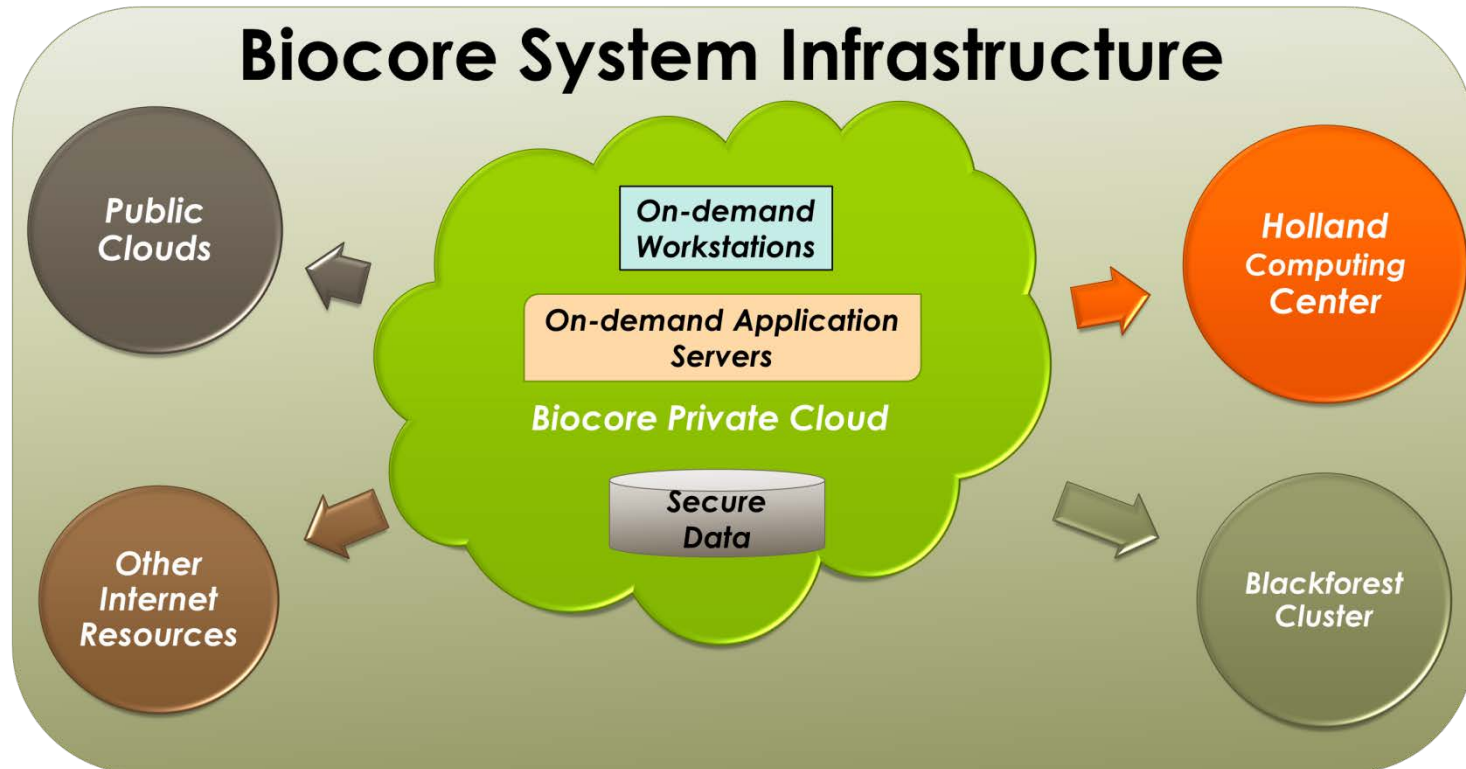 Biocore System Infrastructure
Public
Clouds
On-demand
Workstations
Holland
Computing
Center
On-demand Application
Servers
Biocore Private Cloud
Secure
Data
Other
Internet
Resources
Blackforest
Cluster